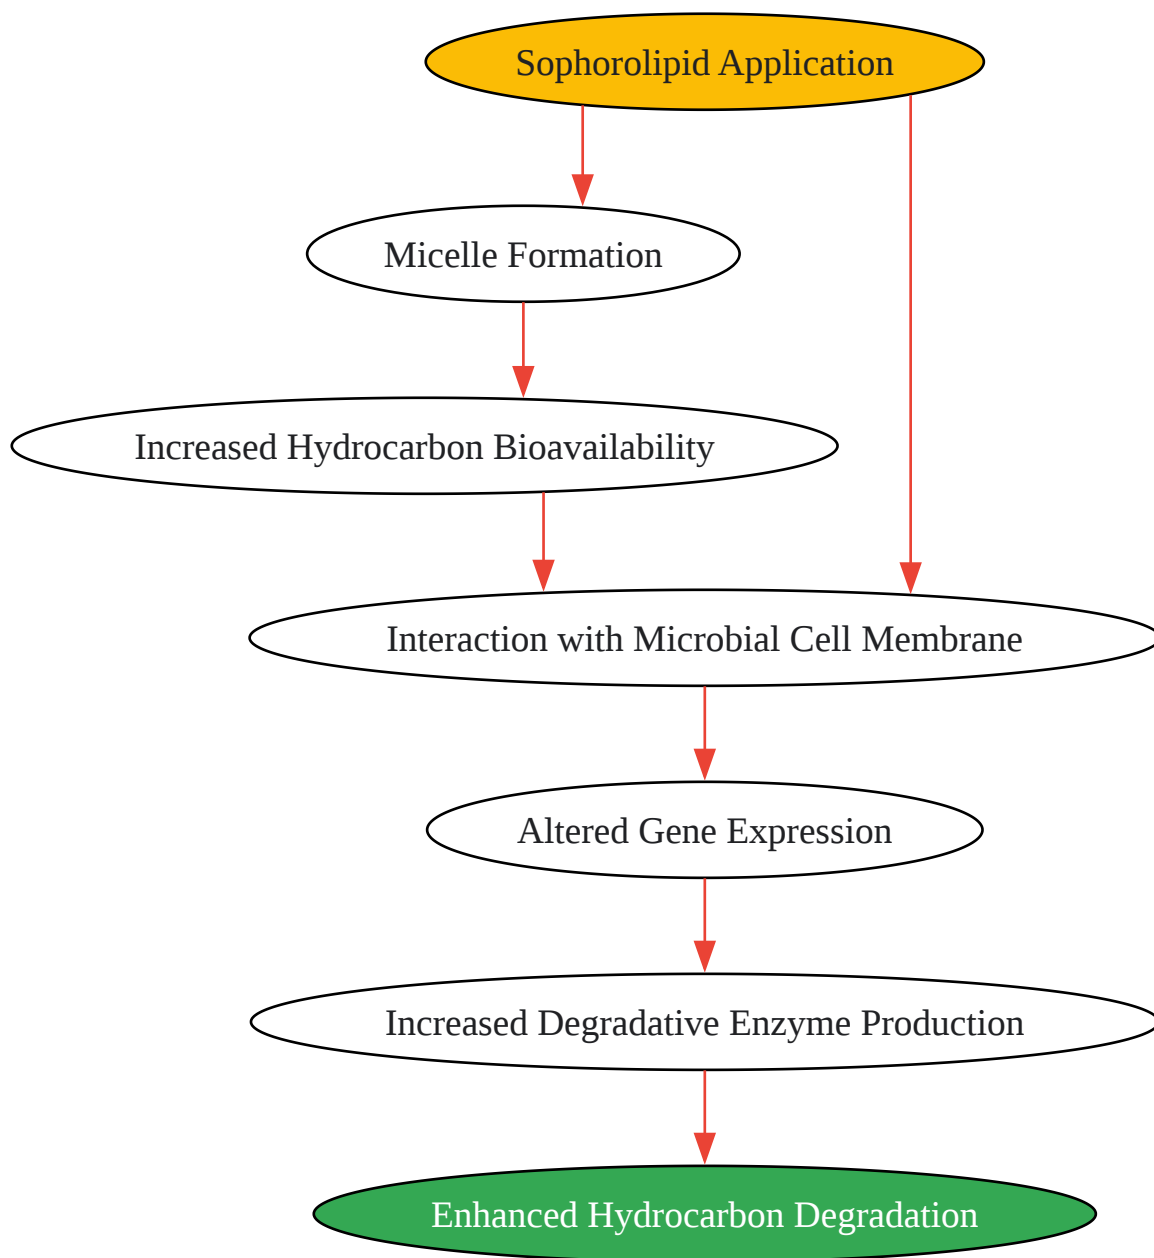 Sophorolipid Application
Micelle Formation
Increased Hydrocarbon Bioavailability
Interaction with Microbial Cell Membrane
Altered Gene Expression
Increased Degradative Enzyme Production
Enhanced Hydrocarbon Degradation